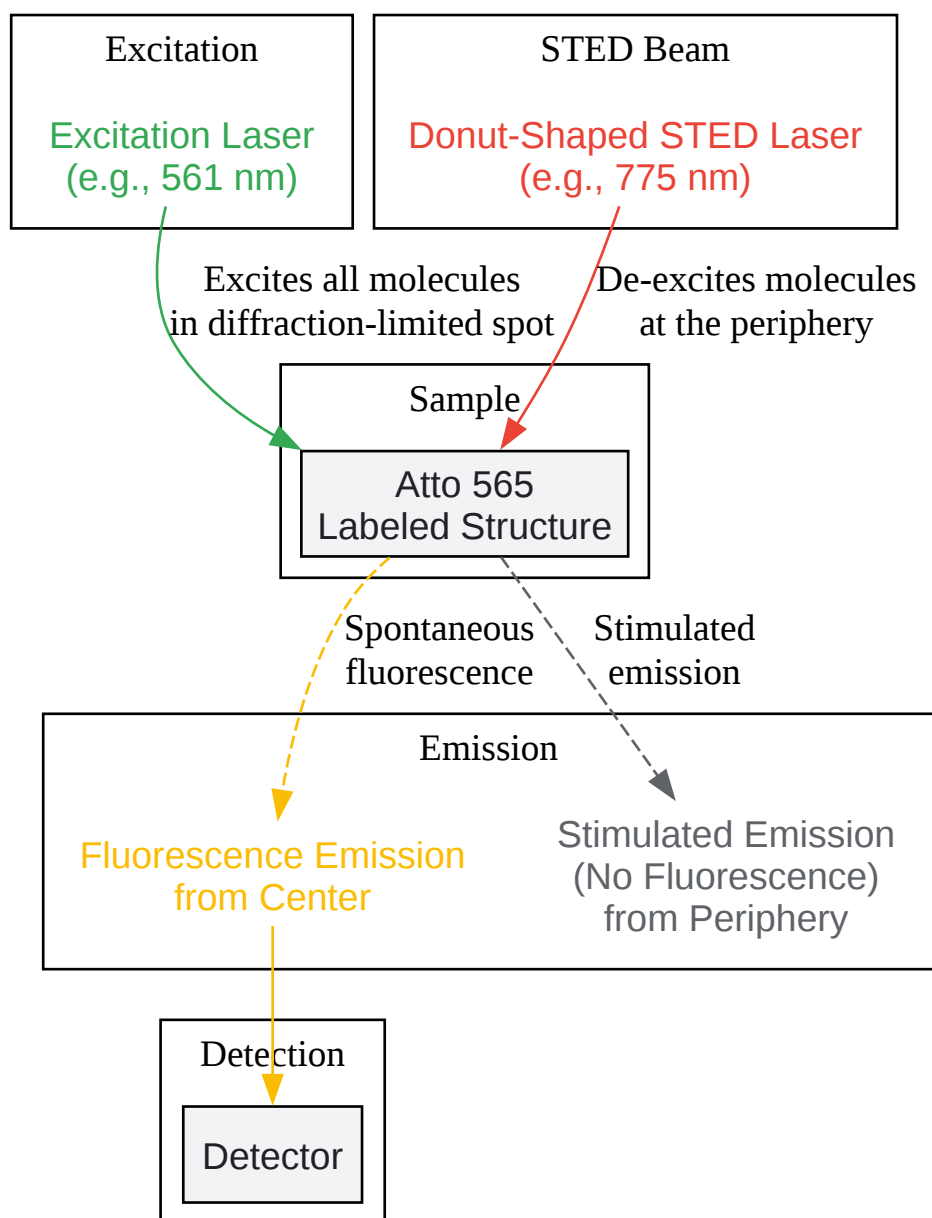 Excitation
STED Beam
Excitation Laser
(e.g., 561 nm)
Donut-Shaped STED Laser
(e.g., 775 nm)
Excites all molecules
in diffraction-limited spot
De-excites molecules
at the periphery
Sample
Atto 565
Labeled Structure
Spontaneous
fluorescence
Stimulated
emission
Emission
Fluorescence Emission
from Center
Stimulated Emission
(No Fluorescence)
from Periphery
Detection
Detector